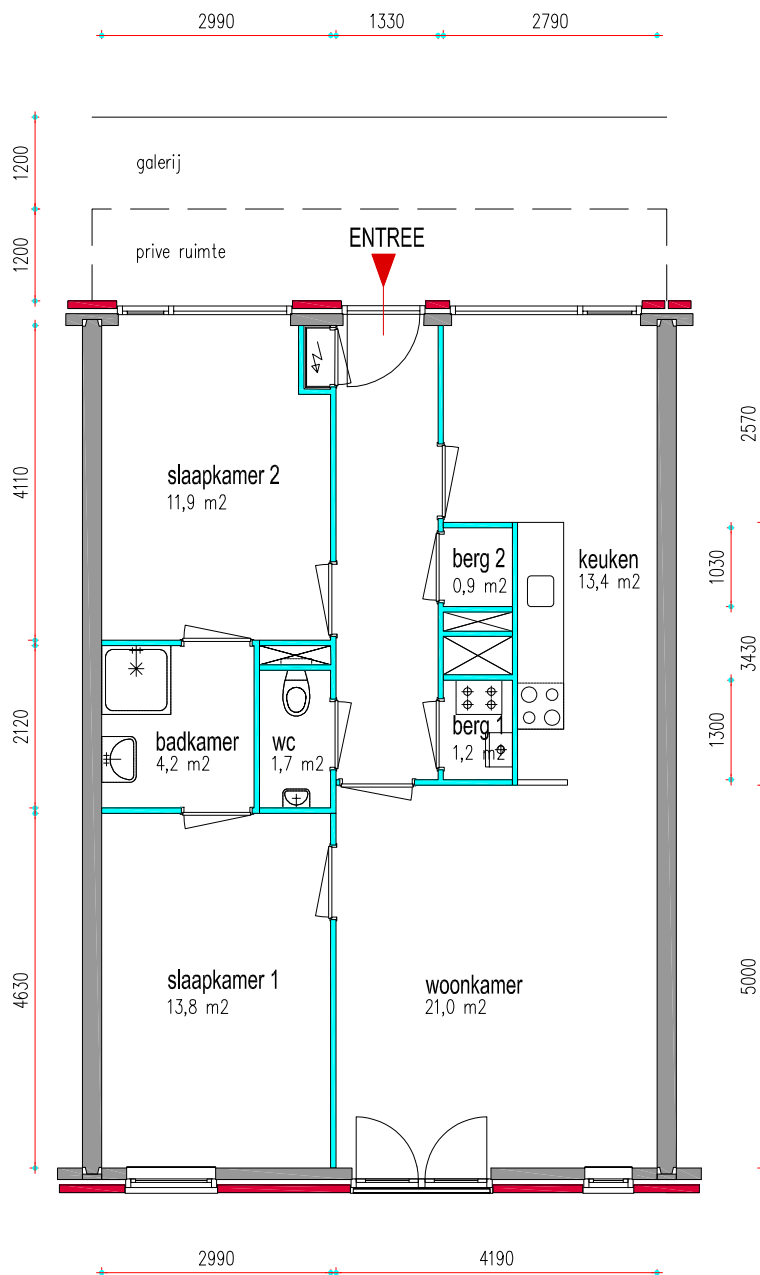 2990 1330 2790
1200
galerij
1200
prive ruimte
ENTREE
4110
2570
slaapkamer 2
11,9 m2
berg 2
0,9 m2
keuken
13,4 m2
1030
3430
2120
badkamer
4,2 m2
wc
1,7 m2
berg 1
1,2 m2
1300
4630
slaapkamer 1
13,8 m2
woonkamer
21,0 m2
5000
2990 4190